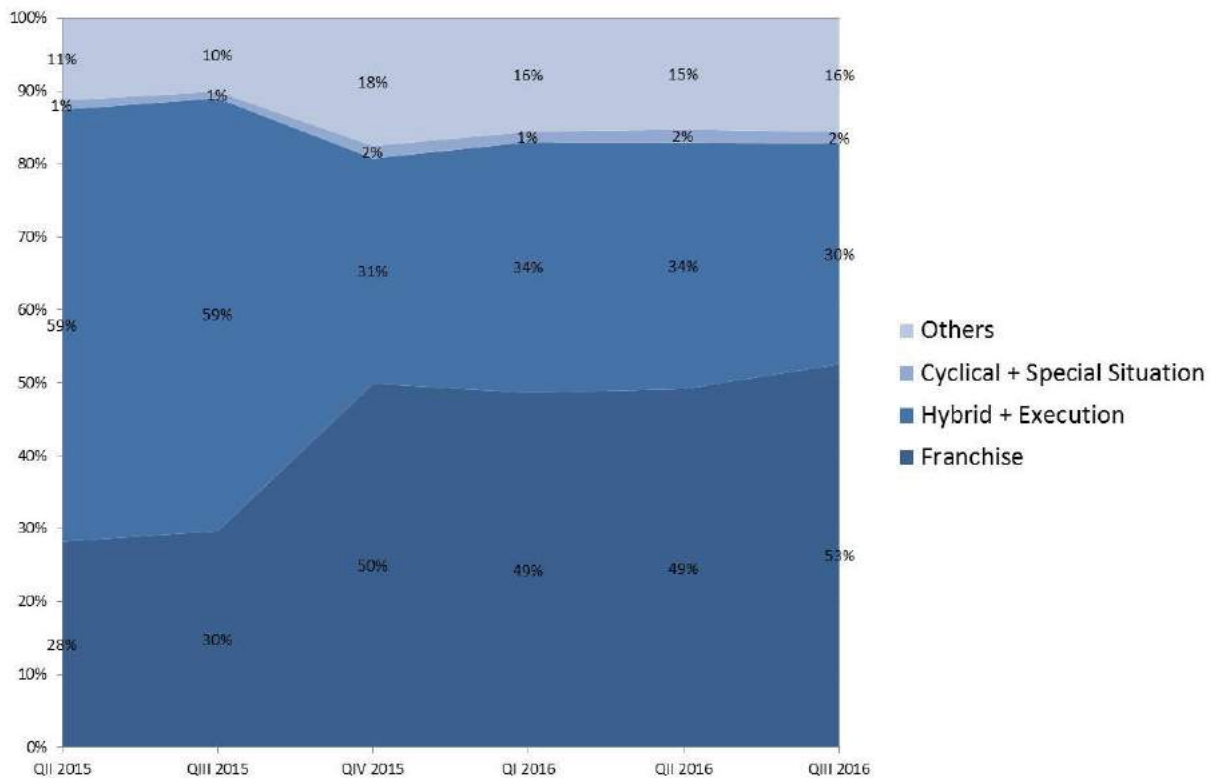 100%
90%
80%
70%
60%
50%
40%
30%
20%
10%
0%
11% 10% 18% 16% 15% 16%
1% 1% 2% 1% 2% 2%
59% 59% 31% 34% 34% 30%
28% 30% 50% 49% 49% 53%
QII 2015 QIII 2015 QIV 2015 QI 2016 QII 2016 QIII 2016
Others
Cyclical + Special Situation
Hybrid + Execution
Franchise